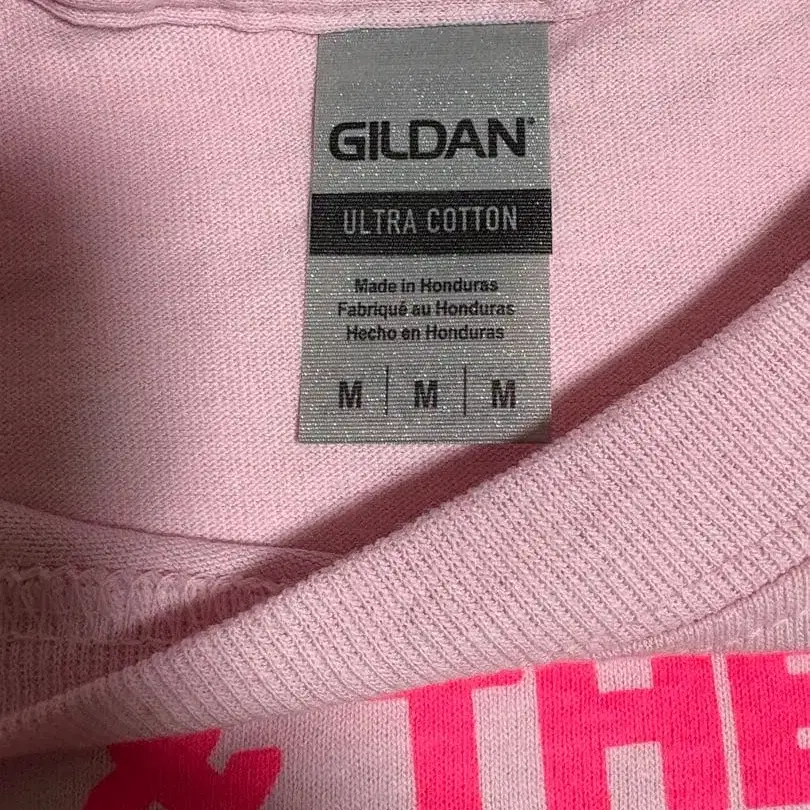 GILDAN®
ULTRA COTTON
Made in Honduras
Fabriqué au Honduras
Hecho en Honduras
M | M | M
& THE